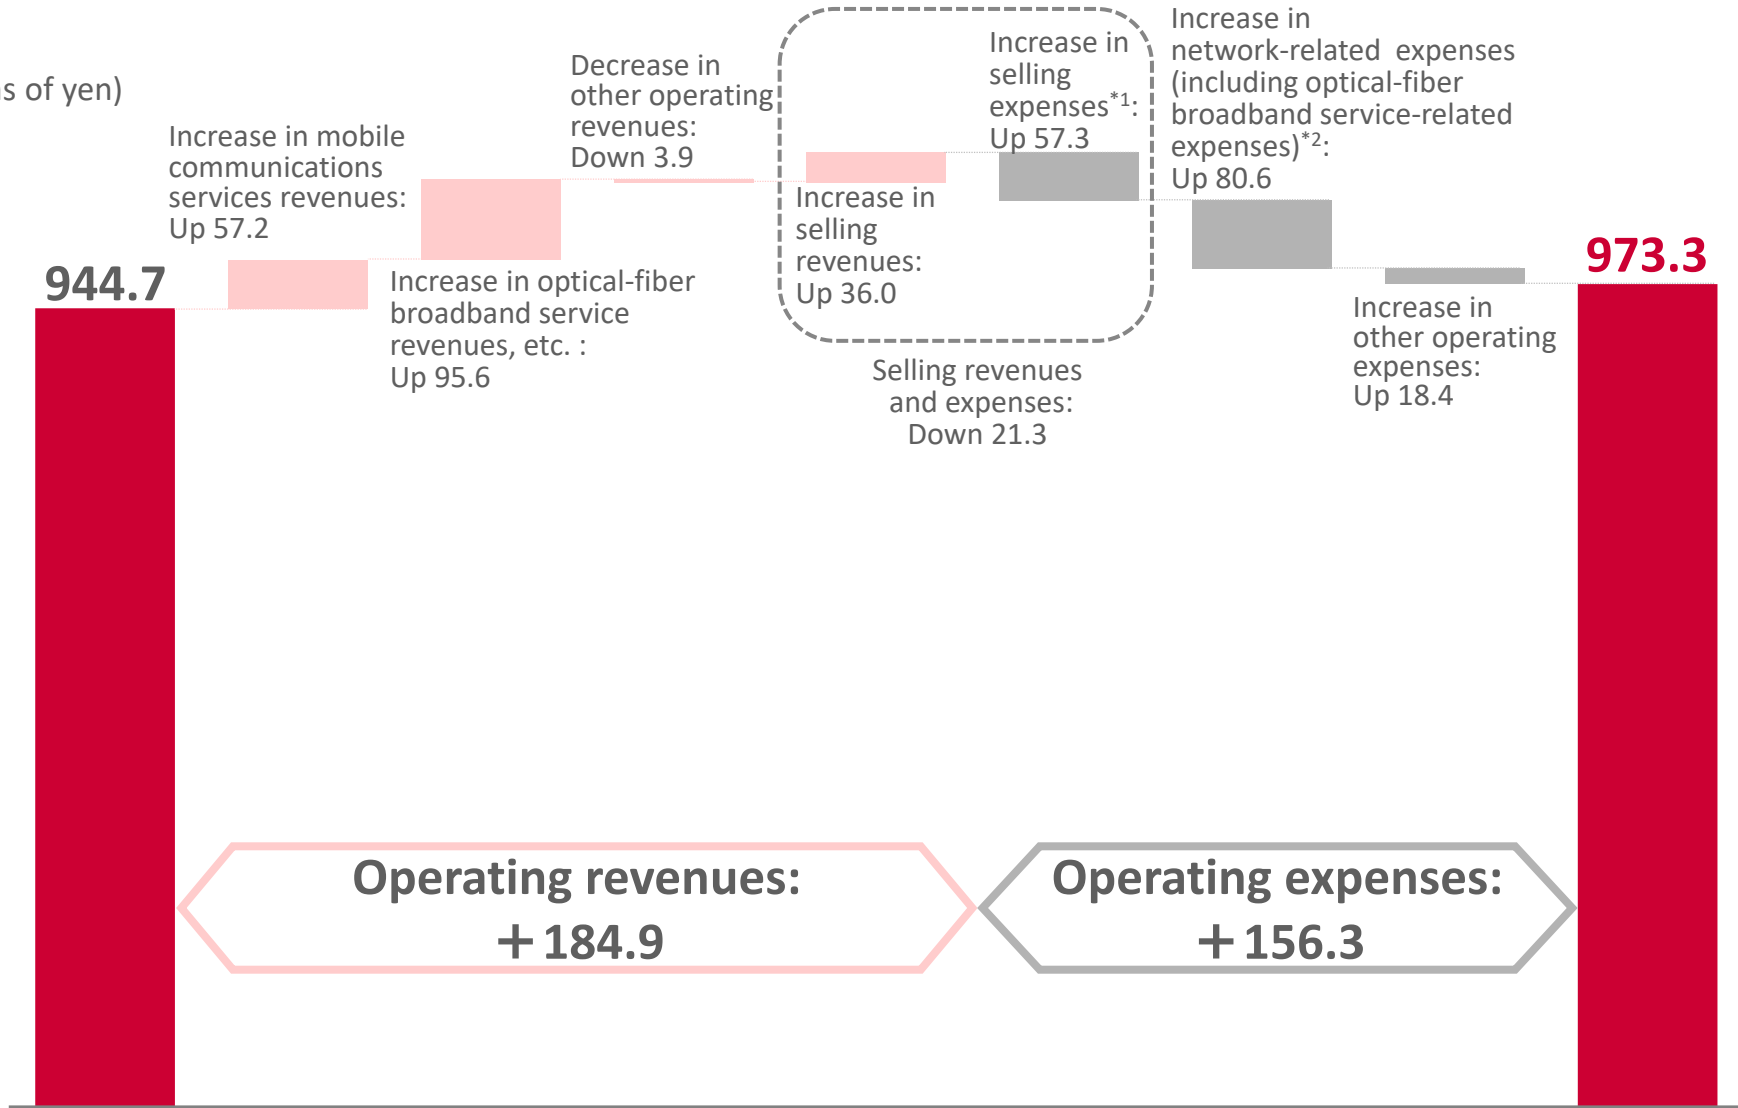 of yen)
944.7
Increase in mobile
communications
services revenues:
Up 57.2
Increase in optical-fiber
broadband service
revenues, etc. :
Up 95.6
Decrease in
other operating
revenues:
Down 3.9
Increase in
selling
revenues:
Up 36.0
Increase in
selling
expenses*1:
Up 57.3
Selling revenues
and expenses:
Down 21.3
Increase in
network-related expenses
(including optical-fiber
broadband service-related
expenses)*2:
Up 80.6
Increase in
other operating
expenses:
Up 18.4
973.3
Operating revenues:
+184.9
Operating expenses:
+156.3